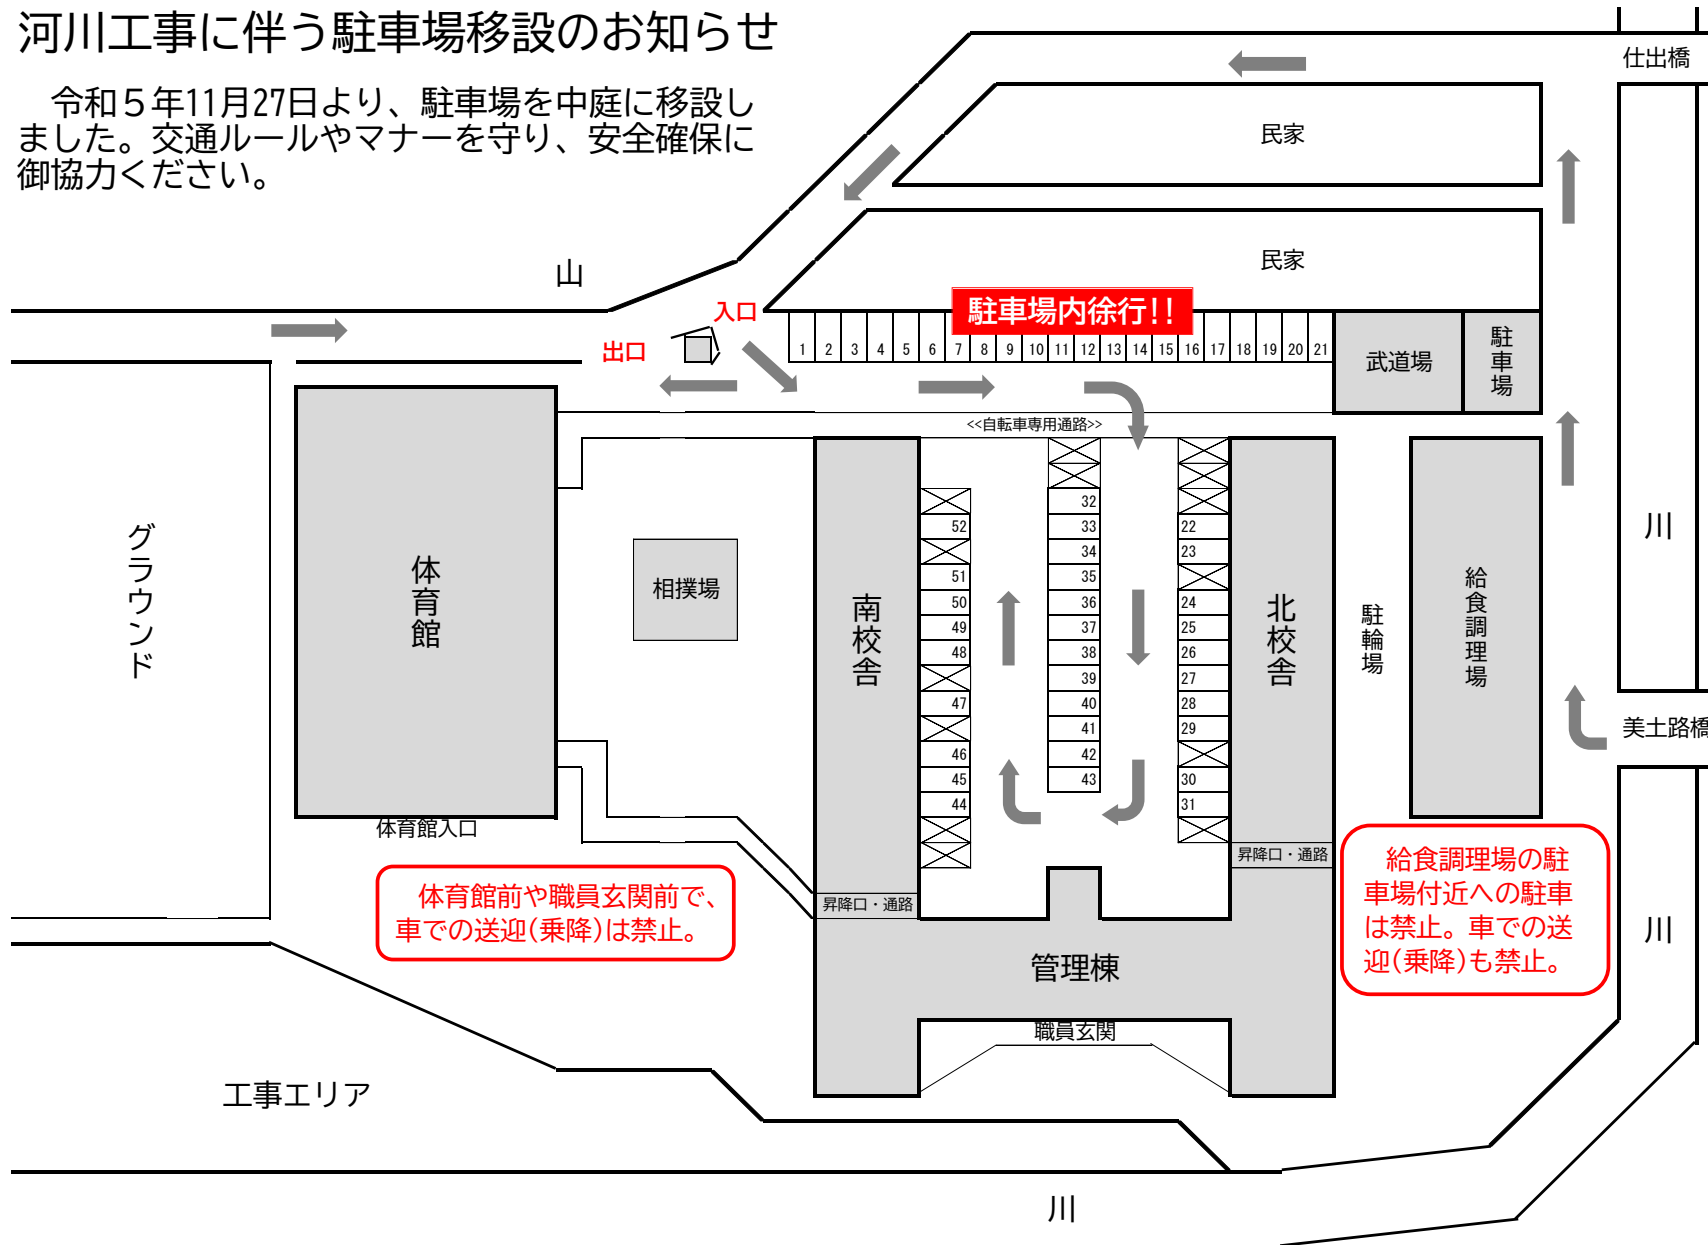 河川工事に伴う駐車場移設のお知らせ
令和５年11月27日より、駐車場を中庭に移設し
ました。交通ルールやマナーを守り、安全確保に
御協力ください。
仕出橋
民家
民家
山
入口
出口
駐車場内徐行!!
1 2 3 4 5 6 7 8 9 10 11 12 13 14 15 16 17 18 19 20 21
武道場
駐車場
<<自転車専用通路>>
グラウンド
体育館
相撲場
南校舎
52
51
50
49
48
47
46
45
44
32
33
34
35
36
37
38
39
40
41
42
43
22
23
24
25
26
27
28
29
30
31
北校舎
駐輪場
給食調理場
川
美土路橋
体育館入口
体育館前や職員玄関前で、
車での送迎(乗降)は禁止。
昇降口・通路
昇降口・通路
給食調理場の駐
車場付近への駐車
は禁止。車での送
迎(乗降)も禁止。
川
管理棟
職員玄関
工事エリア
川